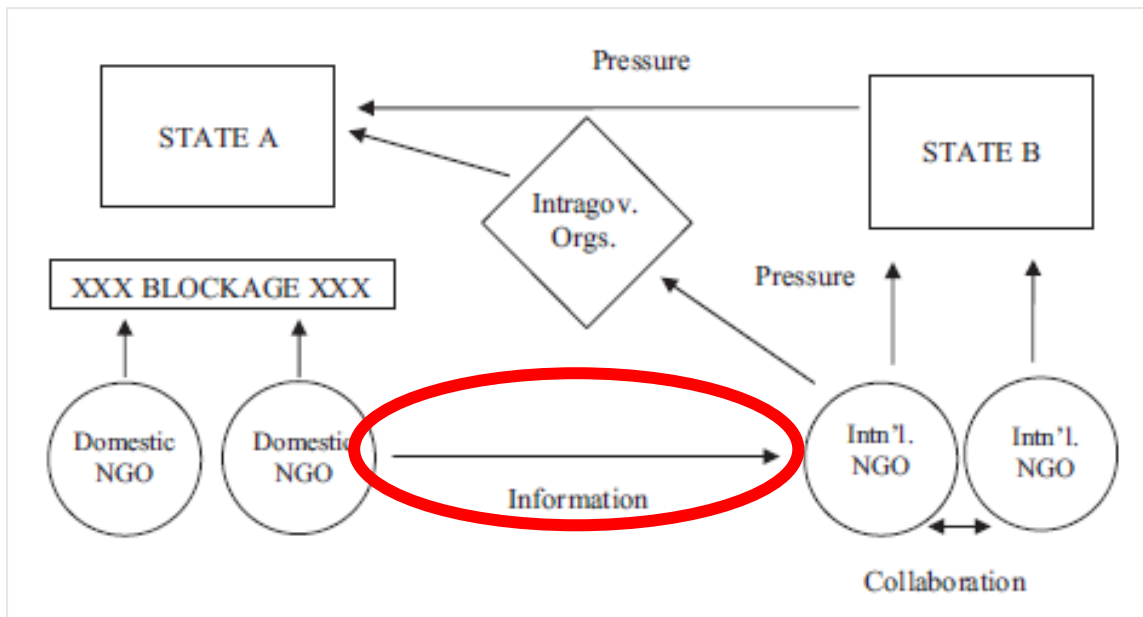 Pressure
STATE A
STATE B
Intragov.
Orgs.
XXX BLOCKAGE XXX
Pressure
Domestic
NGO
Domestic
NGO
Information
Intn'l.
NGO
Intn'l.
NGO
Collaboration